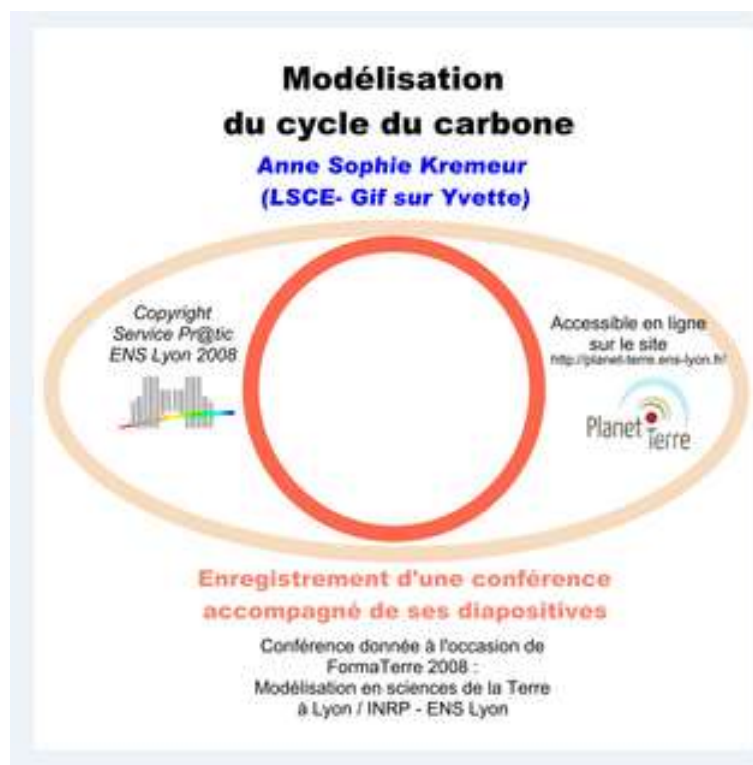 Modélisation
du cycle du carbone
Anne Sophie Kremeur
(LSCE- Gif sur Yvette)
Copyright
Service Pr@tic
ENS Lyon 2008
Accessible en ligne
sur le site
http://planet-terre.ens-lyon.fr/
Planet
Terre
Enregistrement d'une conférence
accompagné de ses diapositives
Conférence donnée à l'occasion de
FormaTerre 2008 :
Modélisation en sciences de la Terre
à Lyon / INRP - ENS Lyon